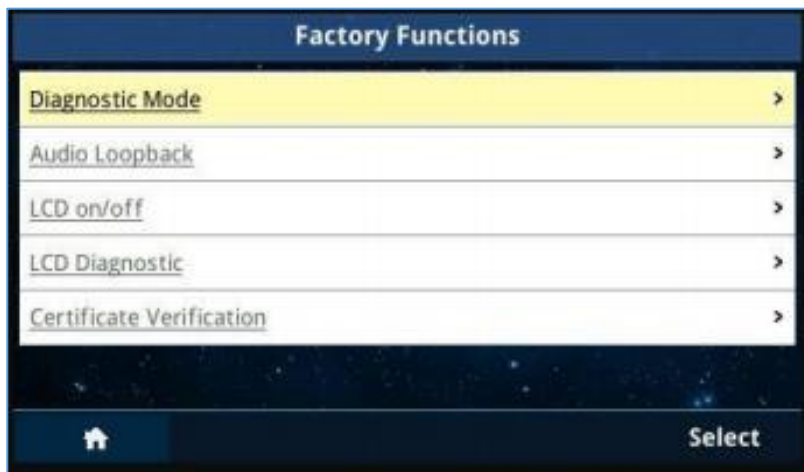 Factory Functions
Diagnostic Mode
Audio Loopback
LCD on/off
LCD Diagnostic
Certificate Verification
Select